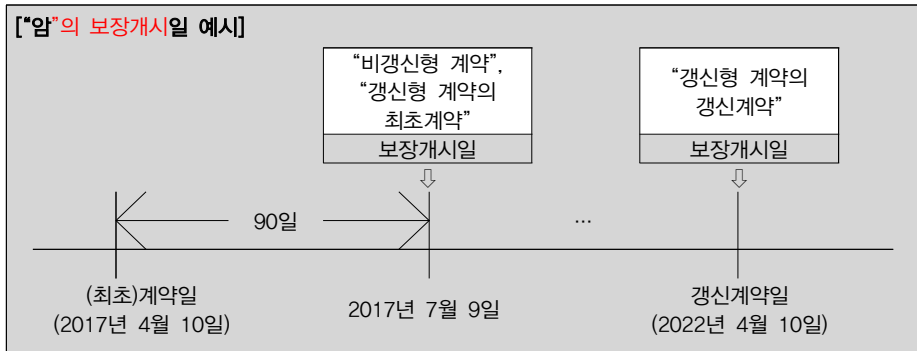 [“암”의 보장개시일 예시]
“비갱신형 계약”,
“갱신형 계약의
최초계약”
보장개시일
“갱신형 계약의
갱신계약”
보장개시일
90일
...
(최초)계약일
(2017년 4월 10일)
2017년 7월 9일
갱신계약일
(2022년 4월 10일)